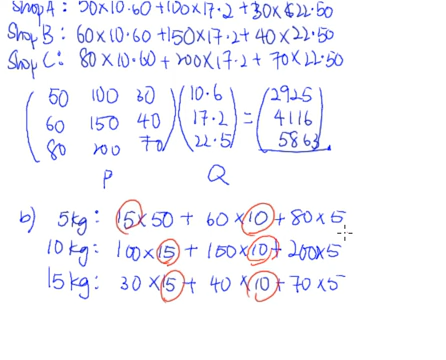 Shop A: 50×10.60+100×17.2+30×22.50
Shop B: 60×10.60+150×17.2+40×22.50
Shop C: 80×10.60+200×17.2+70×22.50
( 50 100 30 ) ( 10.6 ) = ( 2925 )
( 60 150 40 ) ( 17.2 ) ( 4116 )
( 80 200 70 ) ( 22.5 ) ( 5863 )
P Q
b) 5kg: 15×50 + 60×10 + 80×5
10kg: 100×15 + 150×10 + 200×5
15kg: 30×15 + 40×10 + 70×5